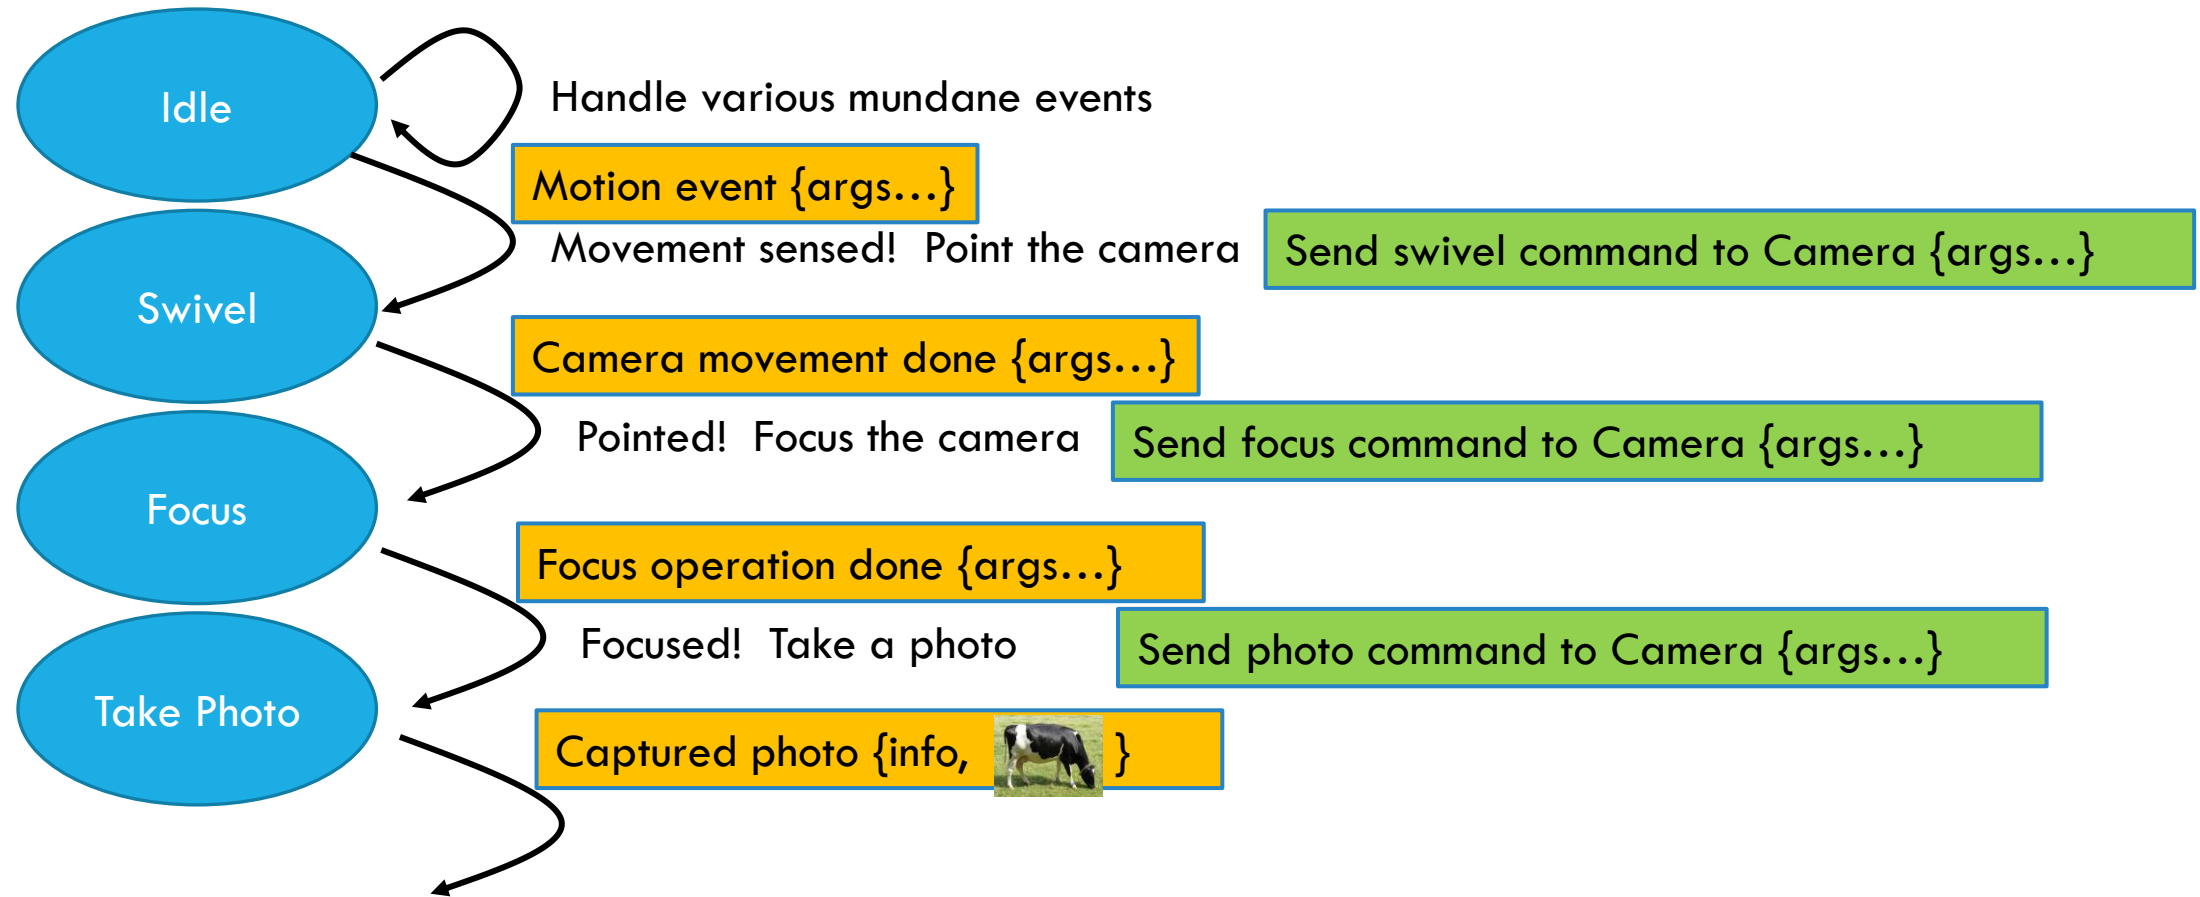 Idle
Handle various mundane events
Motion event {args…}
Movement sensed!  Point the camera
Send swivel command to Camera {args…}
Swivel
Camera movement done {args…}
Pointed!  Focus the camera
Send focus command to Camera {args…}
Focus
Focus operation done {args…}
Focused!  Take a photo
Send photo command to Camera {args…}
Take Photo
Captured photo {info, }